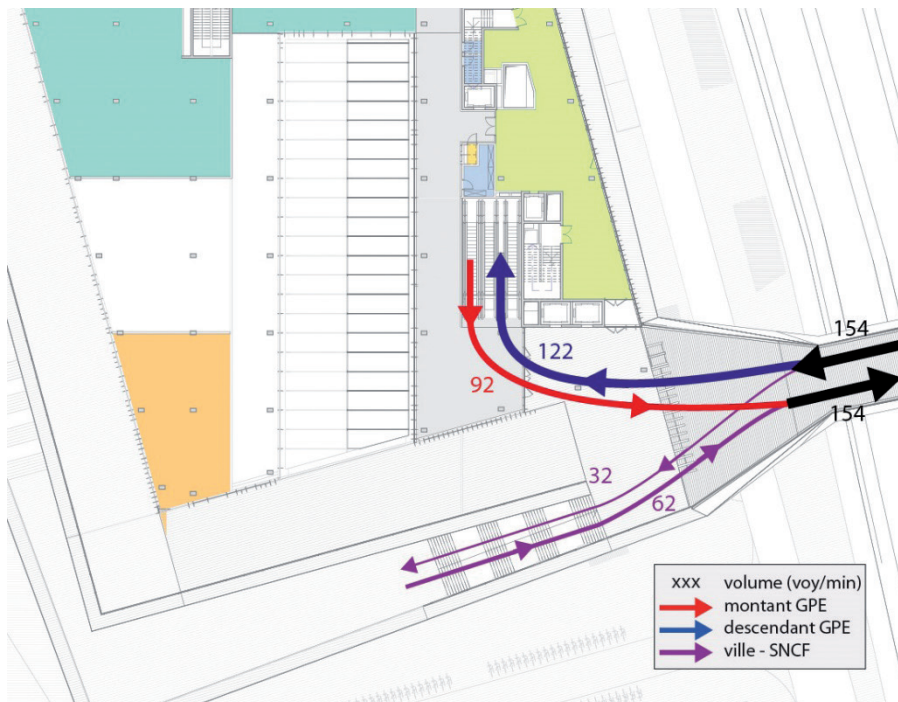 154
122
92
154
32
62
xxx volume (voy/min)
montant GPE
descendant GPE
ville - SNCF